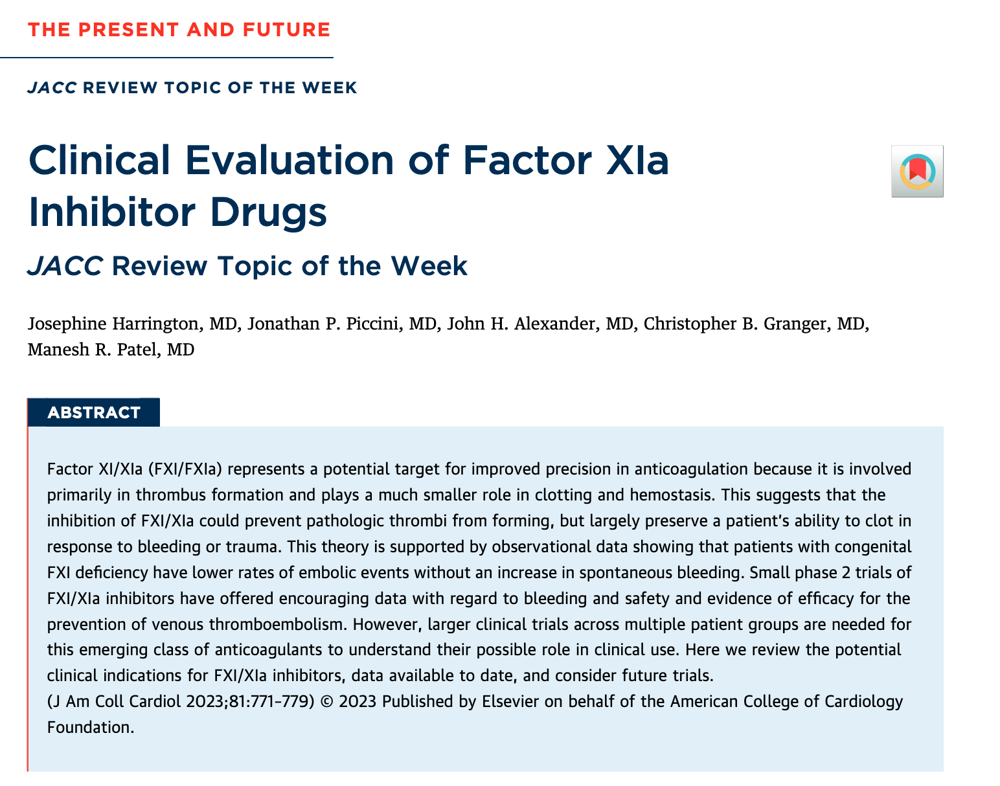 THE PRESENT AND FUTURE
JACC REVIEW TOPIC OF THE WEEK
Clinical Evaluation of Factor XIa
Inhibitor Drugs
JACC Review Topic of the Week
Josephine Harrington, MD, Jonathan P. Piccini, MD, John H. Alexander, MD, Christopher B. Granger, MD,
Manesh R. Patel, MD
ABSTRACT
Factor XI/XIa (FXI/FXIa) represents a potential target for improved precision in anticoagulation because it is involved
primarily in thrombus formation and plays a much smaller role in clotting and hemostasis. This suggests that the
inhibition of FXI/XIa could prevent pathologic thrombi from forming, but largely preserve a patient's ability to clot in
response to bleeding or trauma. This theory is supported by observational data showing that patients with congenital
FXI deficiency have lower rates of embolic events without an increase in spontaneous bleeding. Small phase 2 trials of
FXI/XIa inhibitors have offered encouraging data with regard to bleeding and safety and evidence of efficacy for the
prevention of venous thromboembolism. However, larger clinical trials across multiple patient groups are needed for
this emerging class of anticoagulants to understand their possible role in clinical use. Here we review the potential
clinical indications for FXI/XIa inhibitors, data available to date, and consider future trials.
(J Am Coll Cardiol 2023;81:771–779) © 2023 Published by Elsevier on behalf of the American College of Cardiology
Foundation.